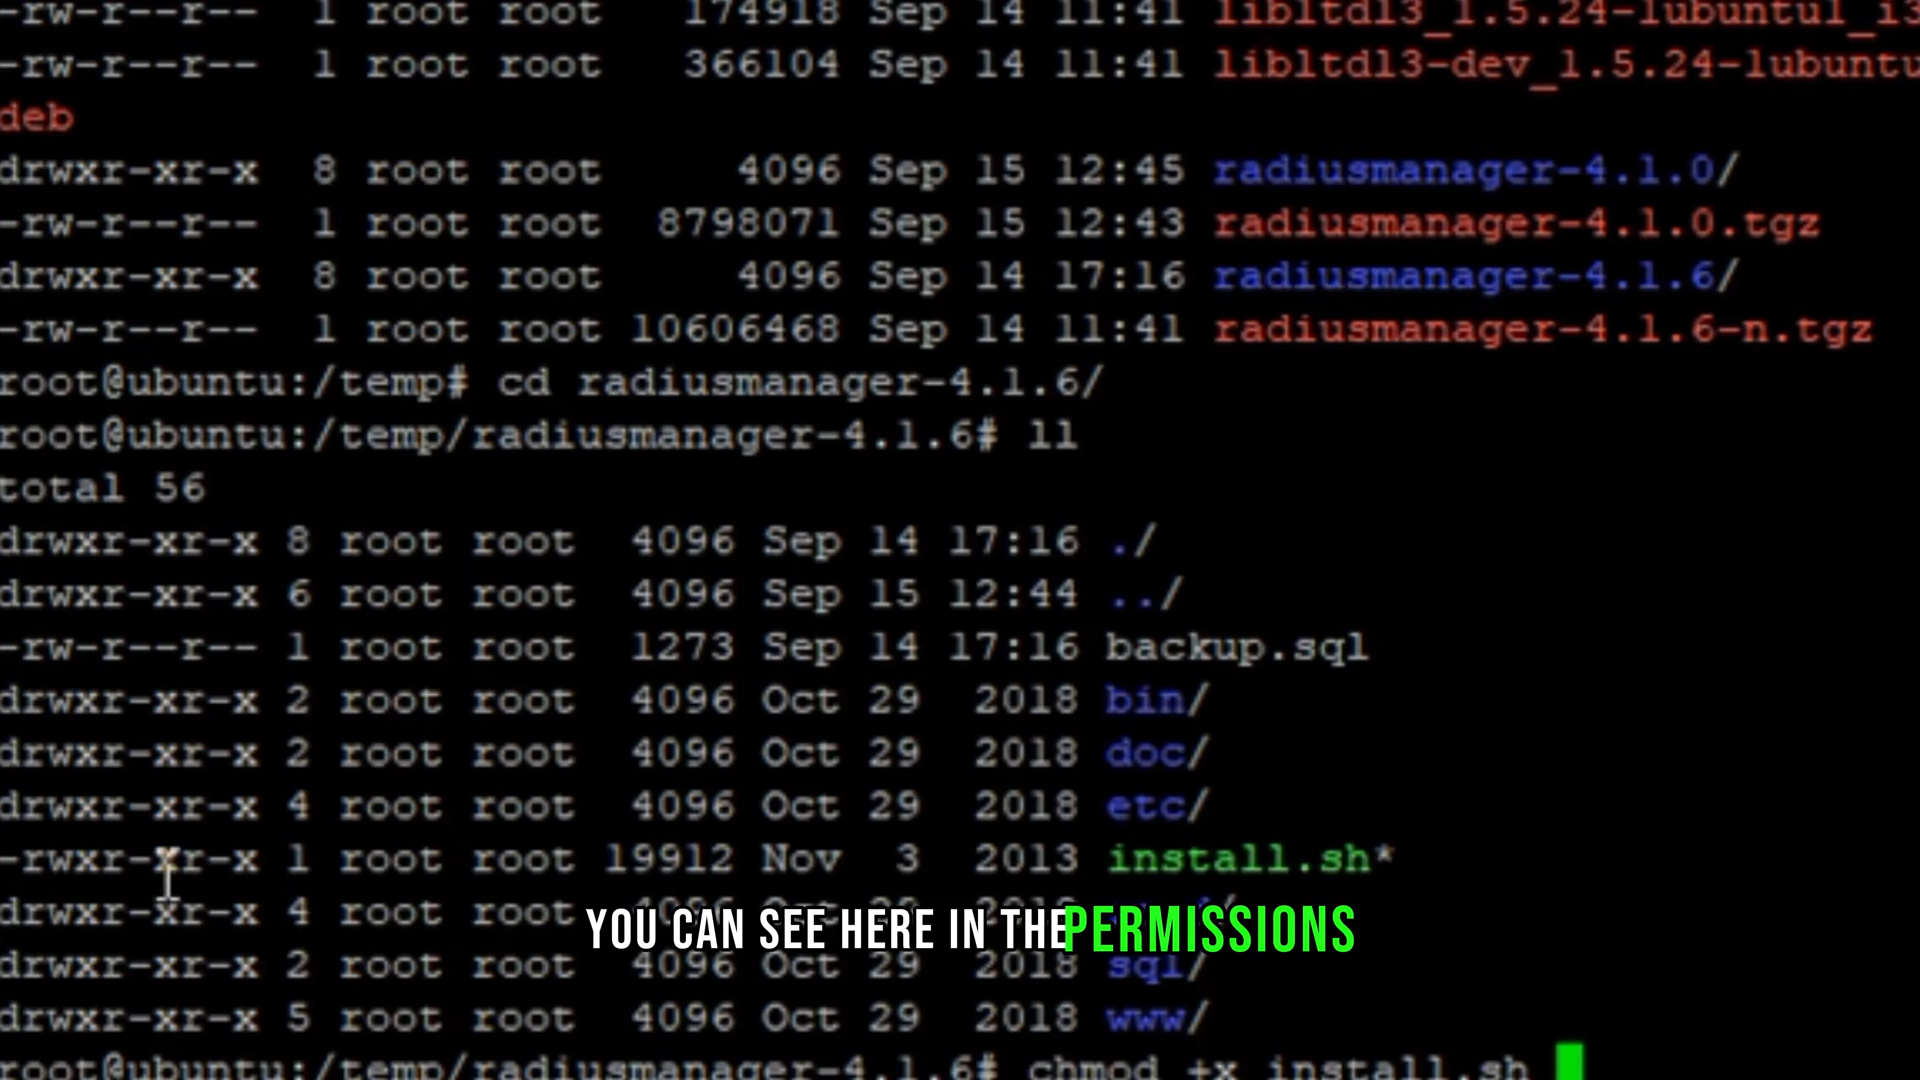 -rw-r--r-- 1 root root 174918 Sep 14 11:41 libltdl3_1.5.24-1ubuntu1_i3
-rw-r--r-- 1 root root 366104 Sep 14 11:41 libltdl3-dev_1.5.24-1ubuntu
deb
drwxr-xr-x 8 root root 4096 Sep 15 12:45 radiusmanager-4.1.0/
-rw-r--r-- 1 root root 8798071 Sep 15 12:43 radiusmanager-4.1.0.tgz
drwxr-xr-x 8 root root 4096 Sep 14 17:16 radiusmanager-4.1.6/
-rw-r--r-- 1 root root 10606468 Sep 14 11:41 radiusmanager-4.1.6-n.tgz
root@ubuntu:/temp# cd radiusmanager-4.1.6/
root@ubuntu:/temp/radiusmanager-4.1.6# ll
total 56
drwxr-xr-x 8 root root 4096 Sep 14 17:16 ./
drwxr-xr-x 6 root root 4096 Sep 15 12:44 ../
-rw-r--r-- 1 root root 1273 Sep 14 17:16 backup.sql
drwxr-xr-x 2 root root 4096 Oct 29 2018 bin/
drwxr-xr-x 2 root root 4096 Oct 29 2018 doc/
drwxr-xr-x 4 root root 4096 Oct 29 2018 etc/
-rwxr-xr-x 1 root root 19912 Nov 3 2013 install.sh*
drwxr-xr-x 4 root root 4096 Oct 29 2018
YOU CAN SEE HERE IN THE PERMISSIONS
drwxr-xr-x 2 root root 4096 Oct 29 2018 sql/
drwxr-xr-x 5 root root 4096 Oct 29 2018 www/
root@ubuntu:/temp/radiusmanager-4.1.6# chmod +x install.sh